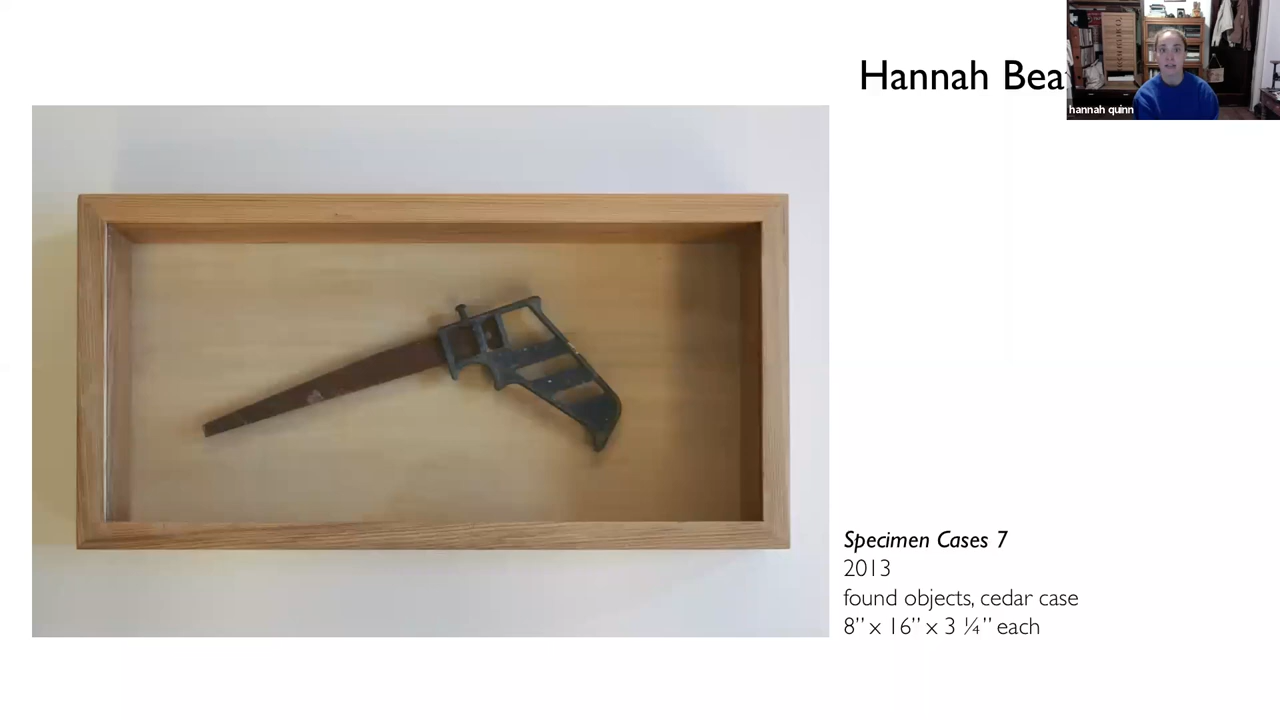 Hannah Bea
hannah quinn
Specimen Cases 7
2013
found objects, cedar case
8” x 16” x 3 ¼” each